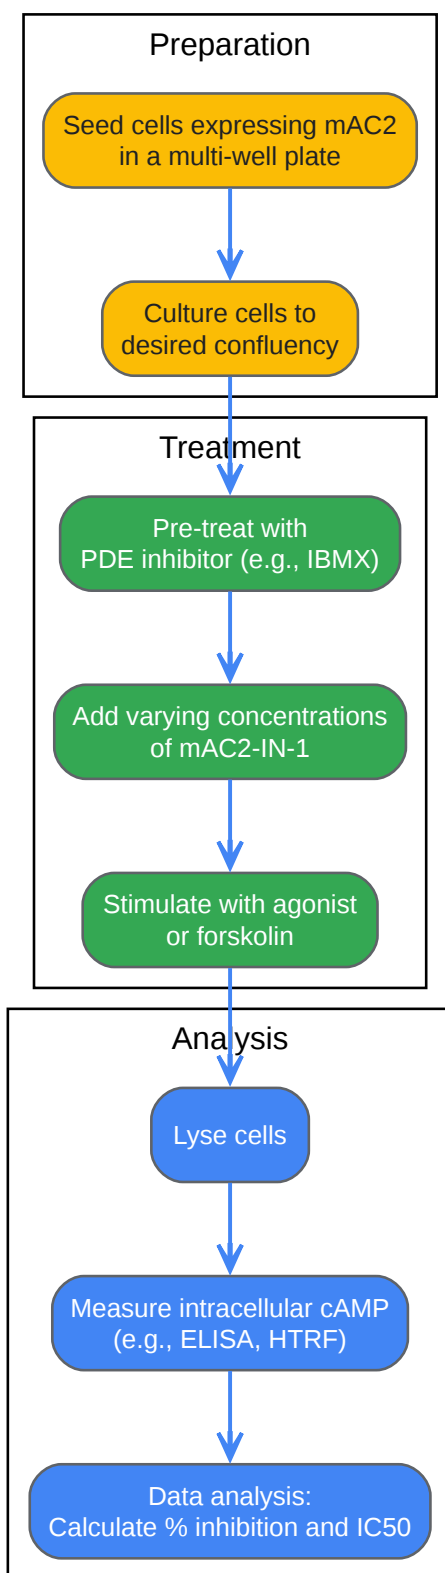 Preparation
Seed cells expressing mAC2
in a multi-well plate
Culture cells to
desired confluency
Treatment
Pre-treat with
PDE inhibitor (e.g., IBMX)
Add varying concentrations
of mAC2-IN-1
Stimulate with agonist
or forskolin
Analysis
Lyse cells
Measure intracellular cAMP
(e.g., ELISA, HTRF)
Data analysis:
Calculate % inhibition and IC50